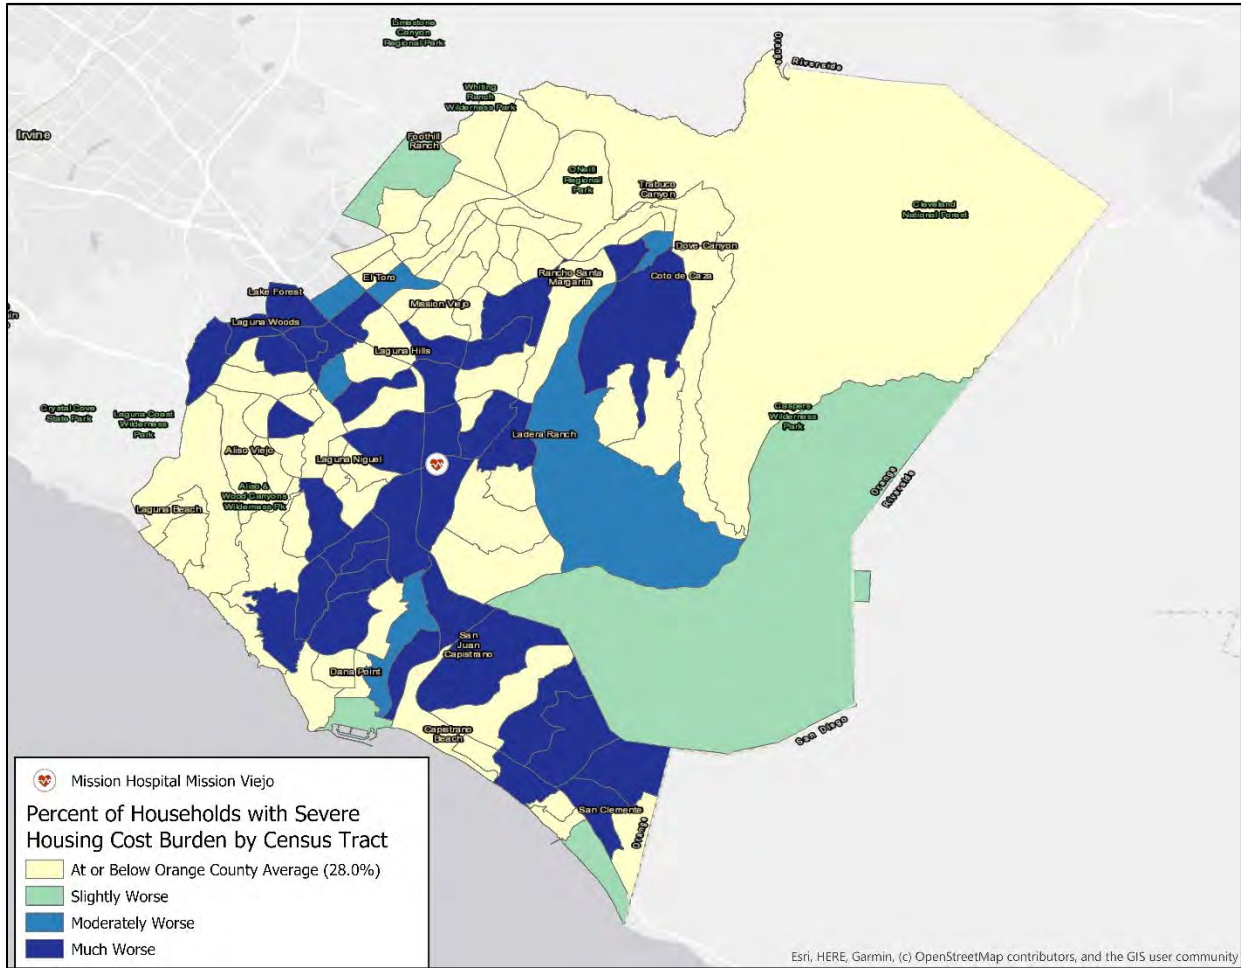 Limestone
Canyon
Regional Park
Orange
Riverside
Whiting
Ranch
Wilderness Park
Irvine
Foothill
Ranch
O'Neill
Regional
Park
Trabuco
Canyon
Cleveland
National Forest
Dove Canyon
El Toro
Rancho Santa
Margarita
Coto de Caza
Lake Forest
Mission Viejo
Laguna Woods
Laguna Hills
Crystal Cove
State Park
Laguna Coast
Wilderness
Park
Caspers
Wilderness
Park
Ladera Ranch
Aliso Viejo
Laguna Niguel
Orange
Riverside
Aliso &
Wood Canyons
Wilderness Pk
Laguna Beach
San
Juan
Capistrano
Dana Point
San Diego
Capistrano
Beach
San Clemente
Orange
Mission Hospital Mission Viejo
Percent of Households with Severe
Housing Cost Burden by Census Tract
At or Below Orange County Average (28.0%)
Slightly Worse
Moderately Worse
Much Worse
Esri, HERE, Garmin, (c) OpenStreetMap contributors, and the GIS user community